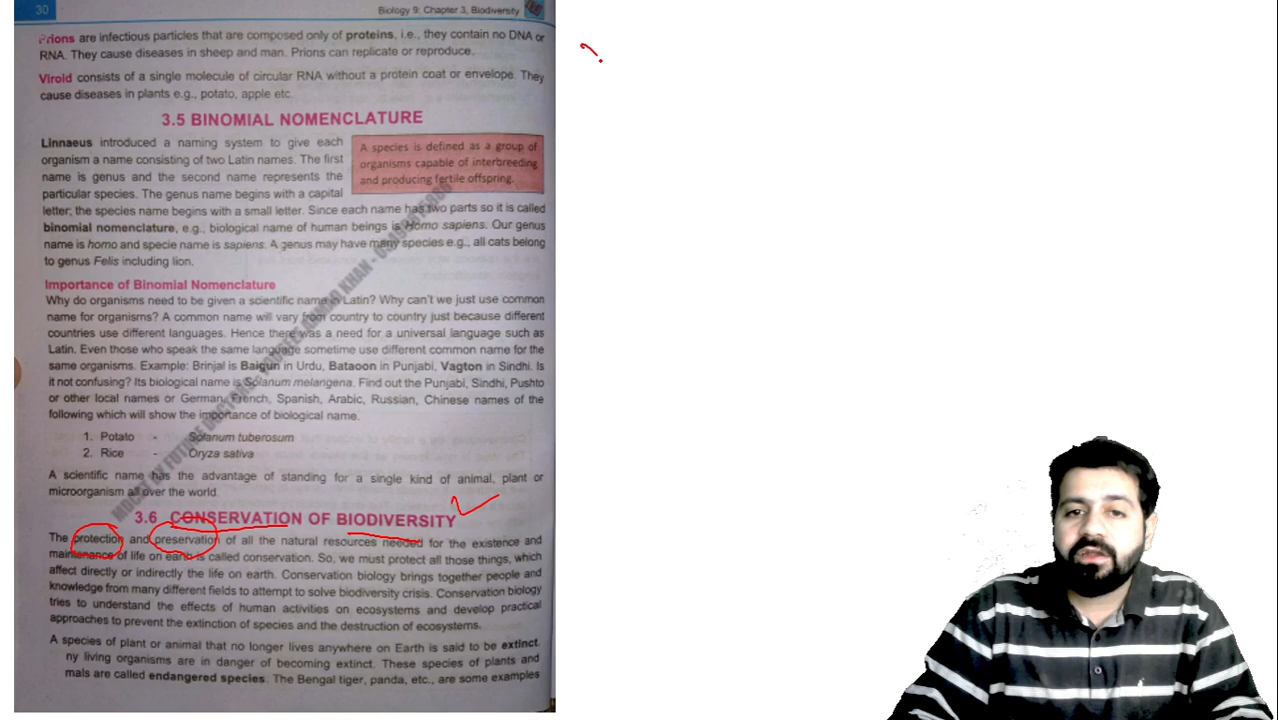 30
Biology 9: Chapter 3, Biodiversity
Prions are infectious particles that are composed only of proteins, i.e., they contain no DNA or
RNA. They cause diseases in sheep and man. Prions can replicate or reproduce.
Viroid consists of a single molecule of circular RNA without a protein coat or envelope. They
cause diseases in plants e.g., potato, apple etc.
3.5 BINOMIAL NOMENCLATURE
Linnaeus introduced a naming system to give each
organism a name consisting of two Latin names. The first
name is genus and the second name represents the
particular species. The genus name begins with a capital
A species is defined as a group of
organisms capable of interbreeding
and producing fertile offspring.
letter, the species name begins with a small letter. Since each name has two parts so it is called
binomial nomenclature, e.g., biological name of human beings is Homo sapiens. Our genus
name is homo and specie name is sapiens. A genus may have many species e.g., all cats belong
to genus Felis including lion.
Importance of Binomial Nomenclature
Why do organisms need to be given a scientific name in Latin? Why can't we just use common
name for organisms? A common name will vary from country to country just because different
countries use different languages. Hence there was a need for a universal language such as
Latin. Even those who speak the same language sometime use different common name for the
same organisms. Example: Brinjal is Baigun in Urdu, Bataoon in Punjabi, Vagton in Sindhi. Is
it not confusing? Its biological name is Solanum melangena. Find out the Punjabi, Sindhi, Pushto
or other local names or German, French, Spanish, Arabic, Russian, Chinese names of the
following which will show the importance of biological name.
1. Potato - Solanum tuberosum
2. Rice - Oryza sativa
A scientific name has the advantage of standing for a single kind of animal, plant or
microorganism all over the world.
3.6 CONSERVATION OF BIODIVERSITY
The protection and preservation of all the natural resources needed for the existence and
maintenance of life on earth is called conservation. So, we must protect all those things, which
affect directly or indirectly the life on earth. Conservation biology brings together people and
knowledge from many different fields to attempt to solve biodiversity crisis. Conservation biology
tries to understand the effects of human activities on ecosystems and develop practical
approaches to prevent the extinction of species and the destruction of ecosystems.
A species of plant or animal that no longer lives anywhere on Earth is said to be extinct.
ny living organisms are in danger of becoming extinct. These species of plants and
mals are called endangered species. The Bengal tiger, panda, etc., are some examples